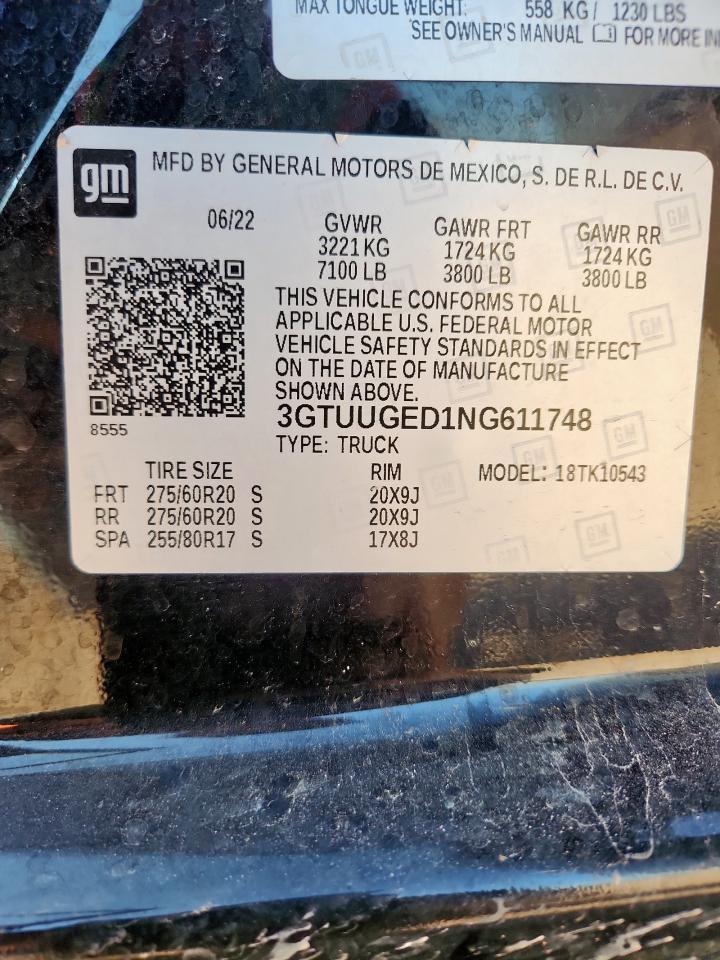 MAX TONGUE WEIGHT: 558 KG / 1230 LBS
SEE OWNER'S MANUAL FOR MORE
gm MFD BY GENERAL MOTORS DE MEXICO, S. DE R.L. DE C.V.
06/22 GVWR GAWR FRT GAWR RR
3221 KG 1724 KG 1724 KG
7100 LB 3800 LB 3800 LB
THIS VEHICLE CONFORMS TO ALL
APPLICABLE U.S. FEDERAL MOTOR
VEHICLE SAFETY STANDARDS IN EFFECT
ON THE DATE OF MANUFACTURE
SHOWN ABOVE.
3GTUUGED1NG611748
8555
TYPE: TRUCK
TIRE SIZE RIM MODEL: 18TK10543
FRT 275/60R20 S 20X9J
RR 275/60R20 S 20X9J
SPA 255/80R17 S 17X8J